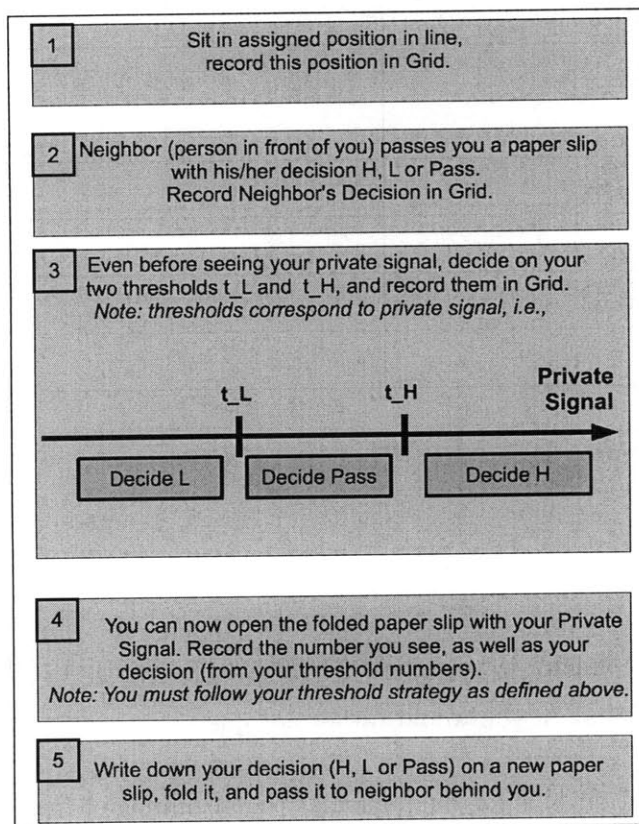 1
Sit in assigned position in line,
record this position in Grid.
2
Neighbor (person in front of you) passes you a paper slip
with his/her decision H, L or Pass.
Record Neighbor's Decision in Grid.
3
Even before seeing your private signal, decide on your
two thresholds t_L and t_H, and record them in Grid.
Note: thresholds correspond to private signal, i.e.,
t_L
t_H
Private
Signal
Decide L
Decide Pass
Decide H
4
You can now open the folded paper slip with your Private
Signal. Record the number you see, as well as your
decision (from your threshold numbers).
Note: You must follow your threshold strategy as defined above.
5
Write down your decision (H, L or Pass) on a new paper
slip, fold it, and pass it to neighbor behind you.